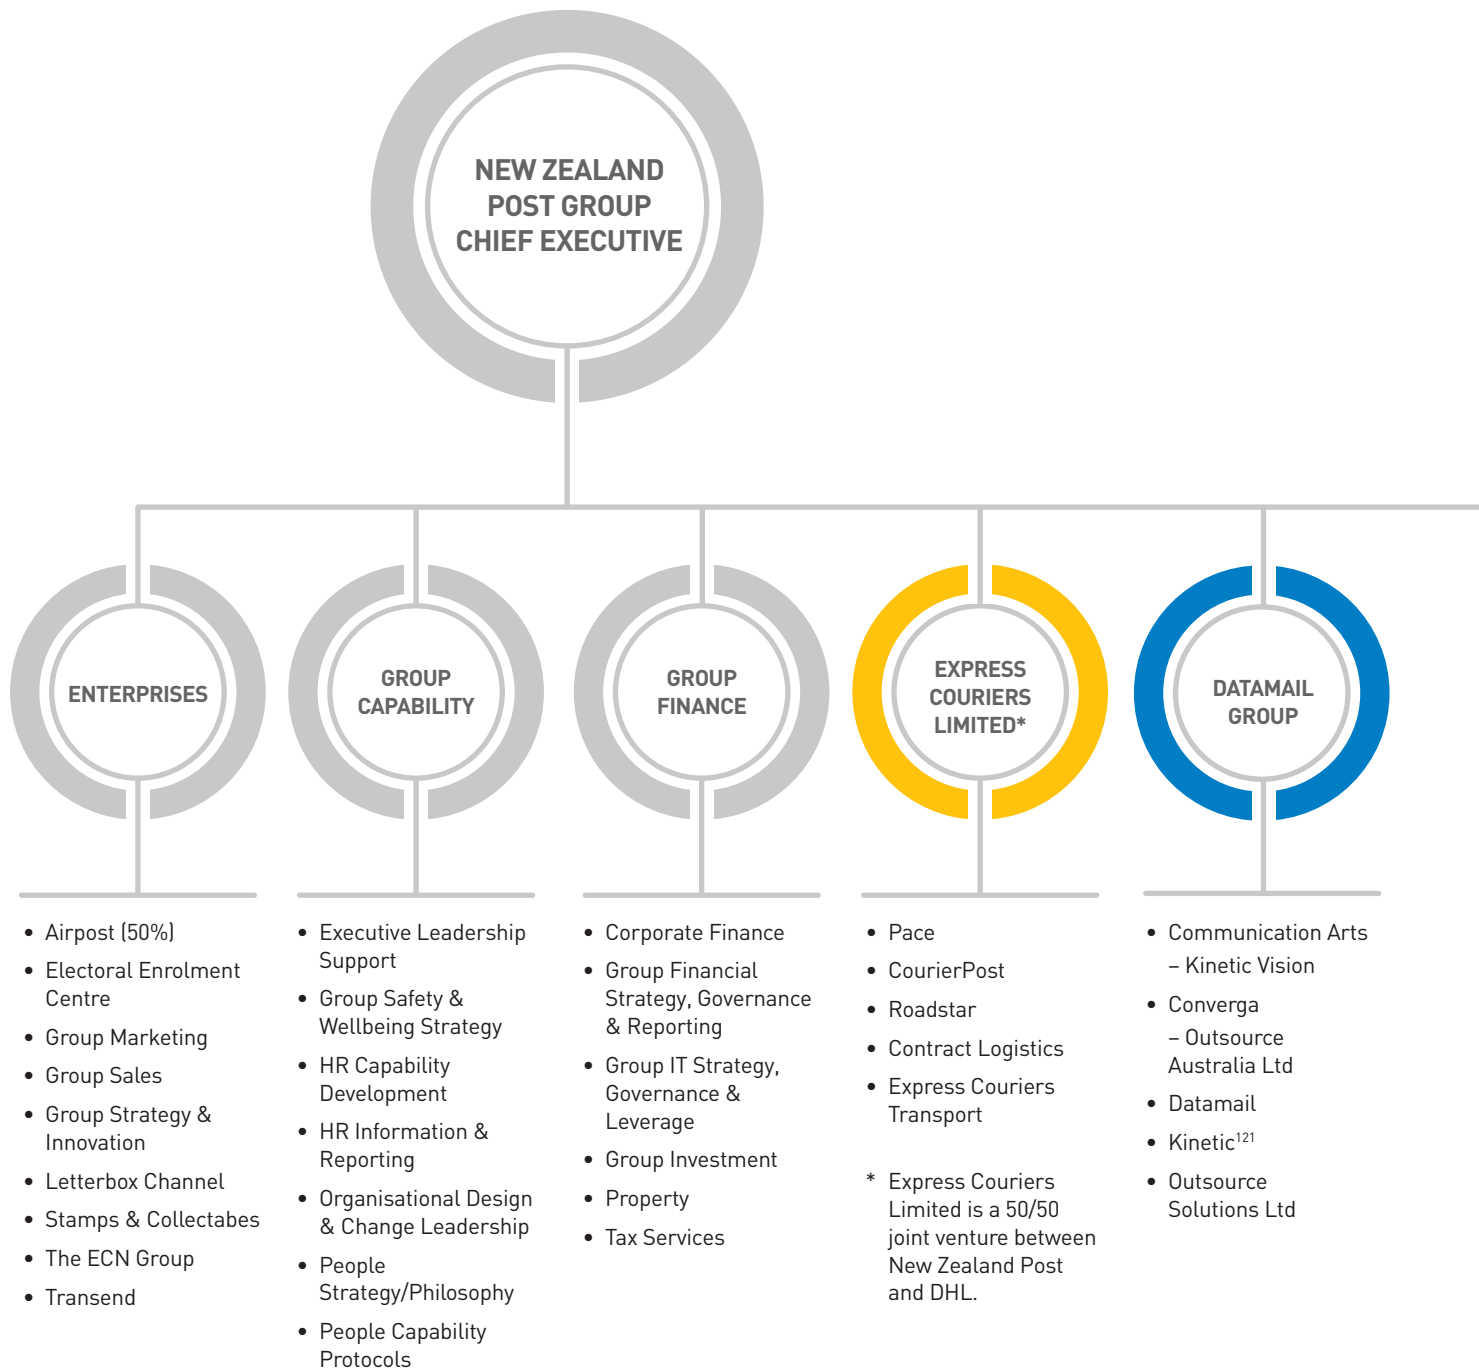 NEW ZEALAND
POST GROUP
CHIEF EXECUTIVE
ENTERPRISES
• Airpost (50%)
• Electoral Enrolment
Centre
• Group Marketing
• Group Sales
• Group Strategy &
Innovation
• Letterbox Channel
• Stamps & Collectabes
• The ECN Group
• Transend
GROUP
CAPABILITY
• Executive Leadership
Support
• Group Safety &
Wellbeing Strategy
• HR Capability
Development
• HR Information &
Reporting
• Organisational Design
& Change Leadership
• People
Strategy/Philosophy
• People Capability
Protocols
GROUP
FINANCE
• Corporate Finance
• Group Financial
Strategy, Governance
& Reporting
• Group IT Strategy,
Governance &
Leverage
• Group Investment
• Property
• Tax Services
EXPRESS
COURIERS
LIMITED*
• Pace
• CourierPost
• Roadstar
• Contract Logistics
• Express Couriers
Transport
* Express Couriers
Limited is a 50/50
joint venture between
New Zealand Post
and DHL.
DATAMAIL
GROUP
• Communication Arts
– Kinetic Vision
• Converga
– Outsource
Australia Ltd
• Datamail
• Kinetic¹²¹
• Outsource
Solutions Ltd